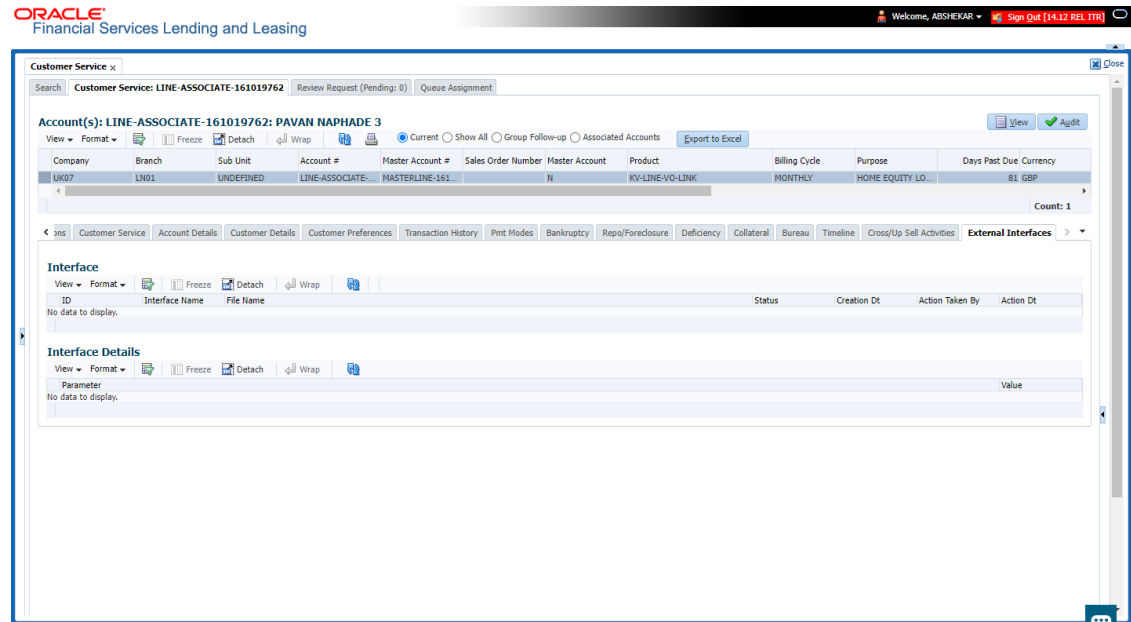 ORACLE
Financial Services Lending and Leasing
Welcome, ABSHEKAR
Sign Out [14.12 REL ITR]
Customer Service
Close
Search Customer Service: LINE-ASSOCIATE-161019762 Review Request (Pending: 0) Queue Assignment
Account(s): LINE-ASSOCIATE-161019762: PAVAN NAPHADE 3
View Audit
View Format Freeze Detach Wrap Current Show All Group Follow-up Associated Accounts Export to Excel
Company Branch Sub Unit Account # Master Account # Sales Order Number Master Account Product Billing Cycle Purpose Days Past Due Currency
UK07 LN01 UNDEFINED LINE-ASSOCIATE-... MASTERLINE-161... N KV-LINE-VO-LINK MONTHLY HOME EQUITY LO... 81 GBP
Count: 1
ons Customer Service Account Details Customer Details Customer Preferences Transaction History Pmt Modes Bankruptcy Repo/Foreclosure Deficiency Collateral Bureau Timeline Cross/Up Sell Activities External Interfaces
Interface
View Format Freeze Detach Wrap
ID Interface Name File Name Status Creation Dt Action Taken By Action Dt
No data to display.
Interface Details
View Format Freeze Detach Wrap
Parameter Value
No data to display.